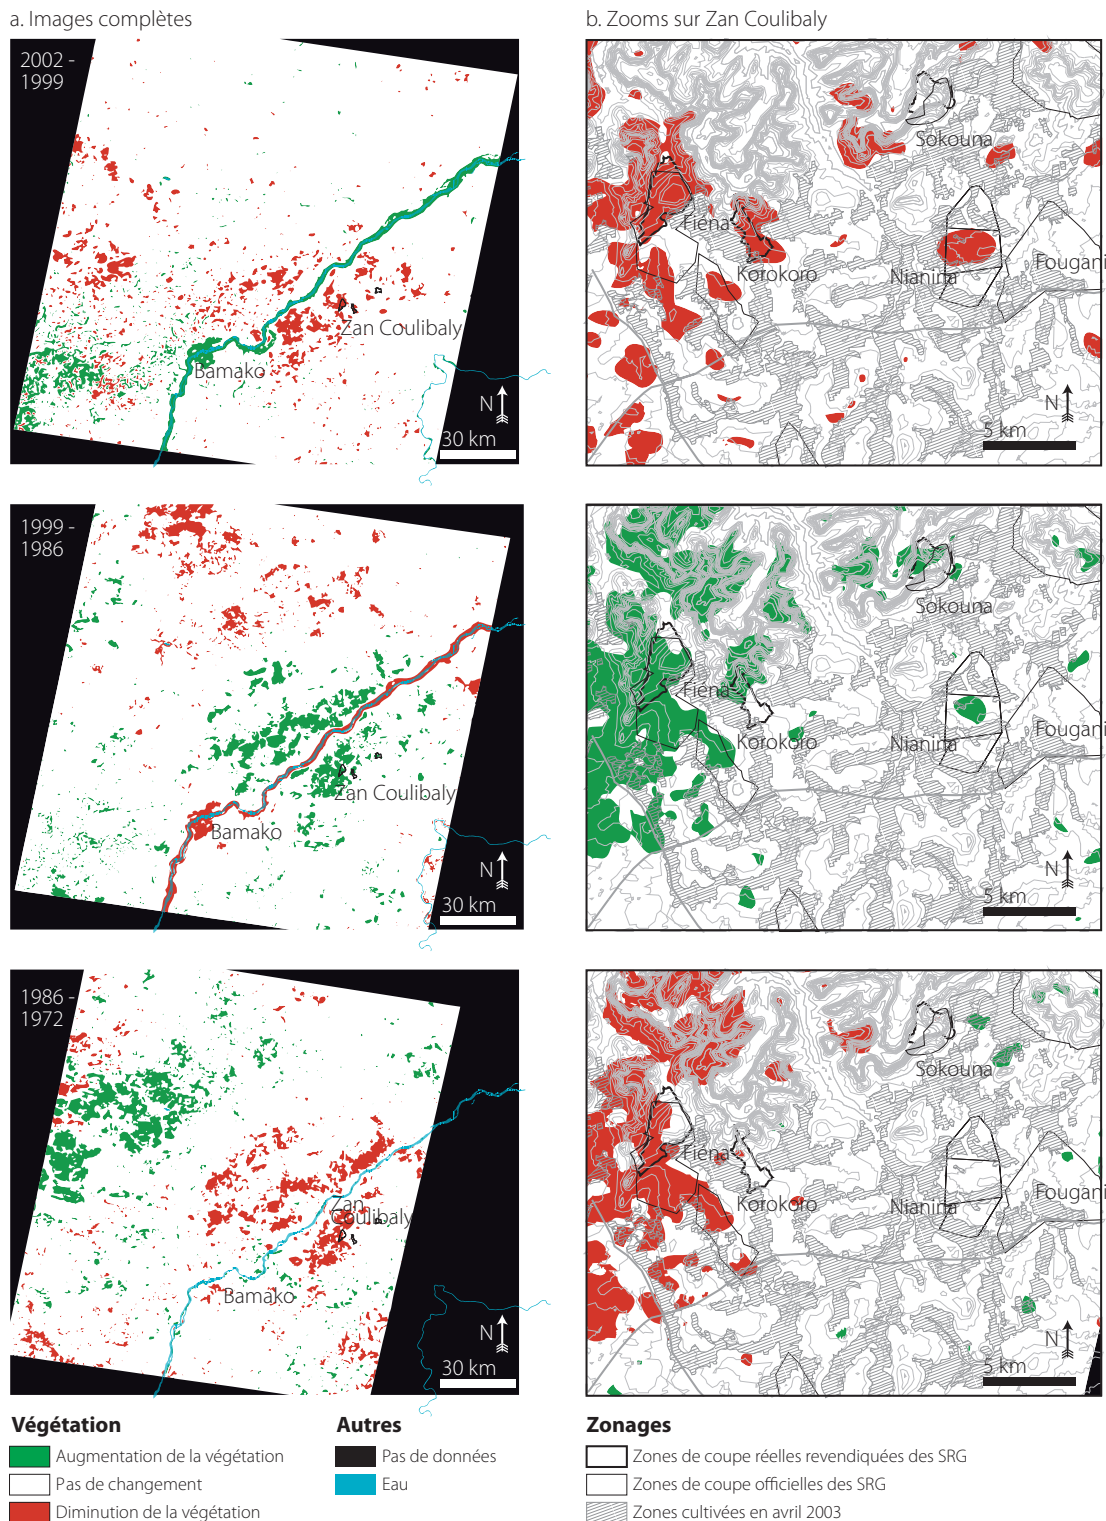 a. Images complètes
b. Zooms sur Zan Coulibaly
2002 -
1999
Zan Coulibaly
Bamako
N
30 km
Sokouna
Fiena
Korokoro
Nianina
Fougani
N
5 km
1999 -
1986
Zan Coulibaly
Bamako
N
30 km
Sokouna
Fiena
Korokoro
Nianina
Fougani
N
5 km
1986 -
1972
Zan
Coulibaly
Bamako
N
30 km
Sokouna
Fiena
Korokoro
Nianina
Fougani
N
5 km
Végétation
Augmentation de la végétation
Pas de changement
Diminution de la végétation
Autres
Pas de données
Eau
Zonages
Zones de coupe réelles revendiquées des SRG
Zones de coupe officielles des SRG
Zones cultivées en avril 2003